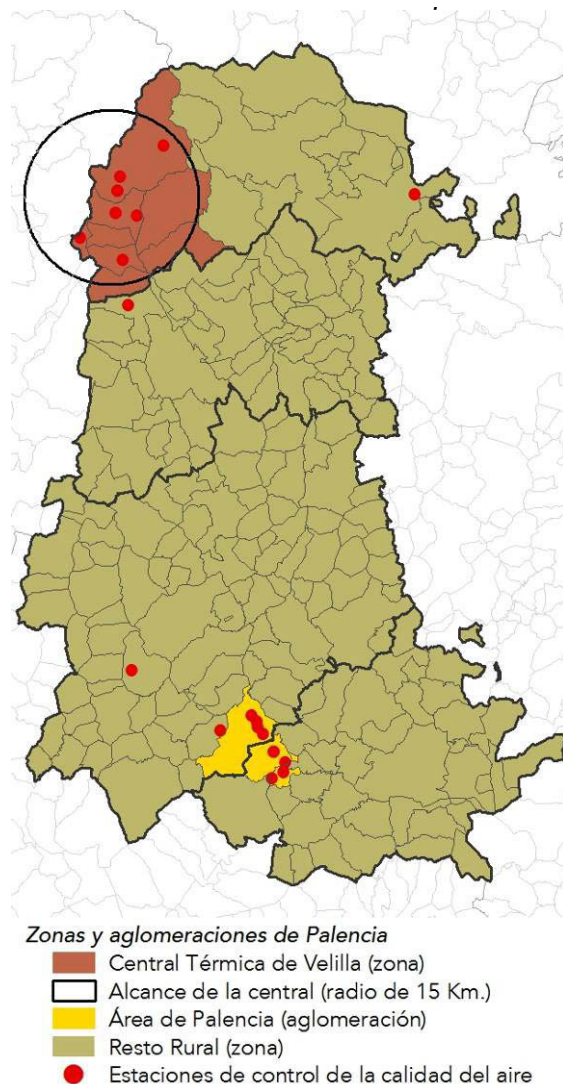 Zonas y aglomeraciones de Palencia
Central Térmica de Velilla (zona)
Alcance de la central (radio de 15 Km.)
Área de Palencia (aglomeración)
Resto Rural (zona)
Estaciones de control de la calidad del aire